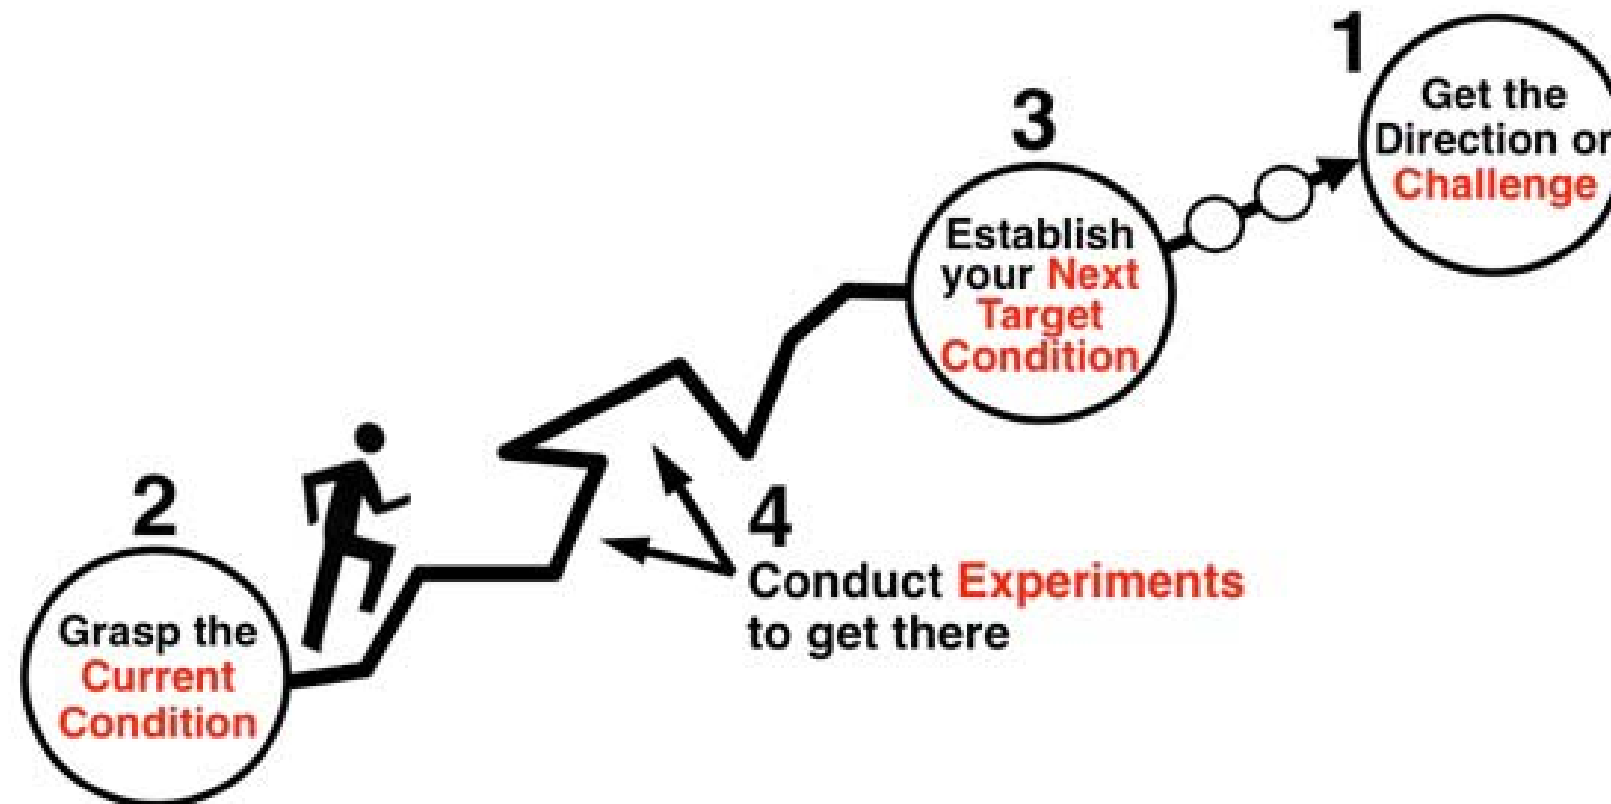 1
Get the
Direction or
Challenge
3
Establish
your Next
Target
Condition
2
Grasp the
Current
Condition
4
Conduct Experiments
to get there